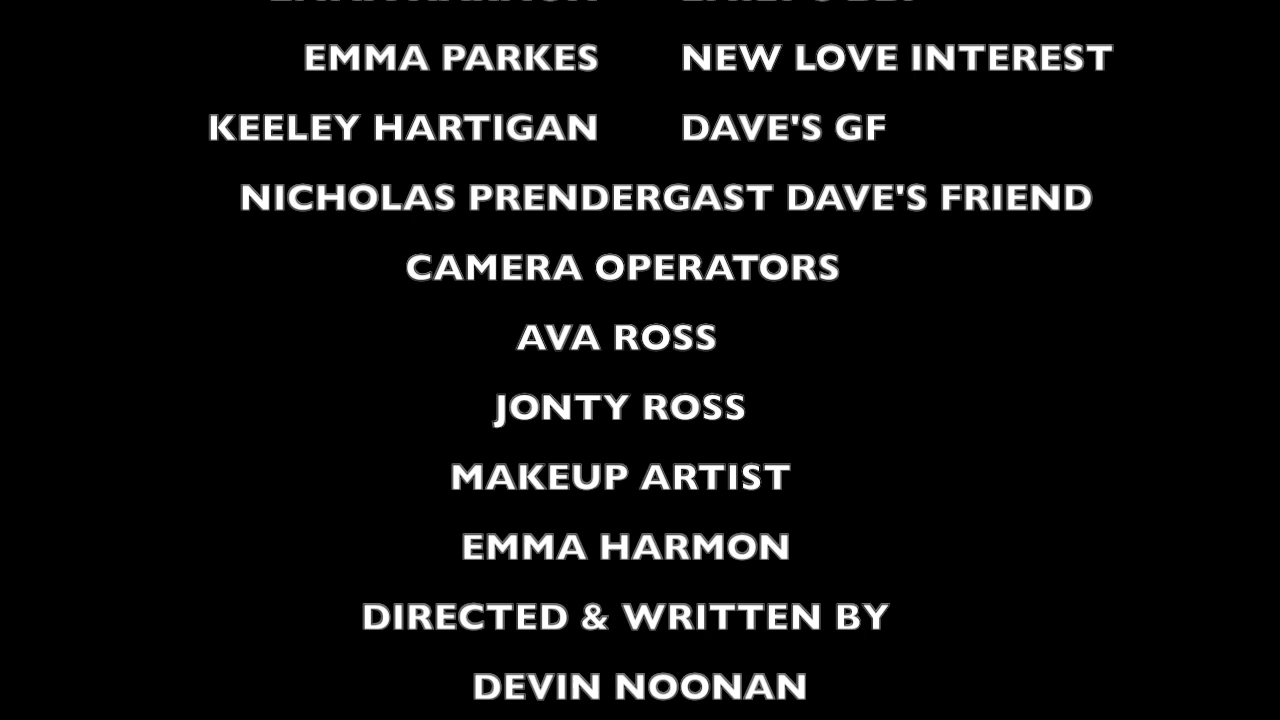 EMMA PARKES NEW LOVE INTEREST
KEELEY HARTIGAN DAVE'S GF
NICHOLAS PRENDERGAST DAVE'S FRIEND
CAMERA OPERATORS
AVA ROSS
JONTY ROSS
MAKEUP ARTIST
EMMA HARMON
DIRECTED & WRITTEN BY
DEVIN NOONAN